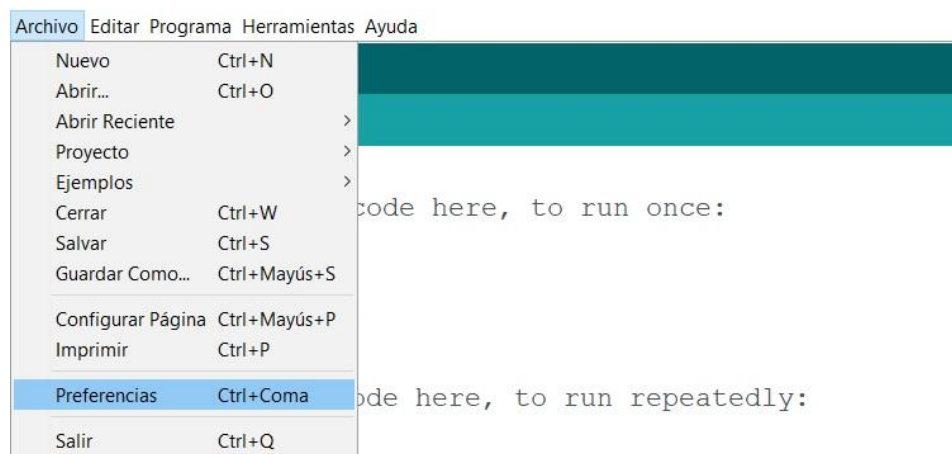 Archivo Editar Programa Herramientas Ayuda
Nuevo Ctrl+N
Abrir... Ctrl+O
Abrir Reciente
Proyecto
Ejemplos
Cerrar Ctrl+W
code here, to run once:
Salvar Ctrl+S
Guardar Como... Ctrl+Mayús+S
Configurar Página Ctrl+Mayús+P
Imprimir Ctrl+P
Preferencias Ctrl+Coma
ode here, to run repeatedly:
Salir Ctrl+Q